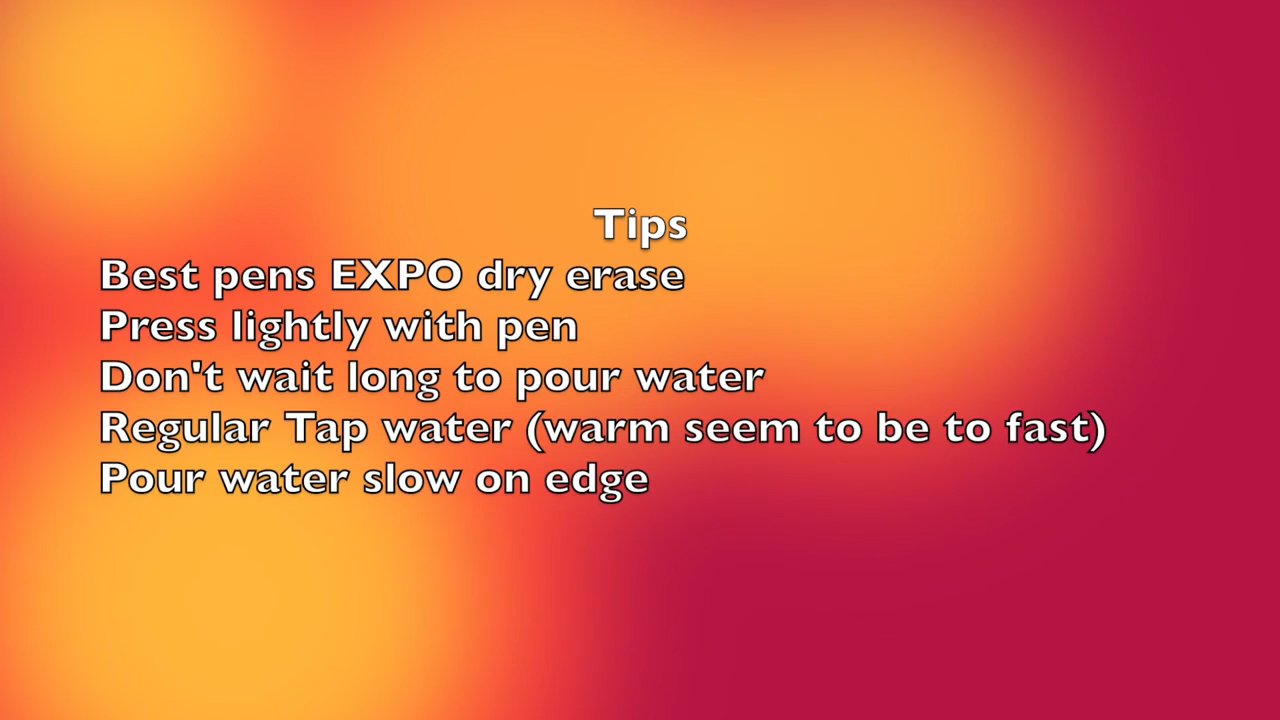 Tips
Best pens EXPO dry erase
Press lightly with pen
Don't wait long to pour water
Regular Tap water (warm seem to be to fast)
Pour water slow on edge